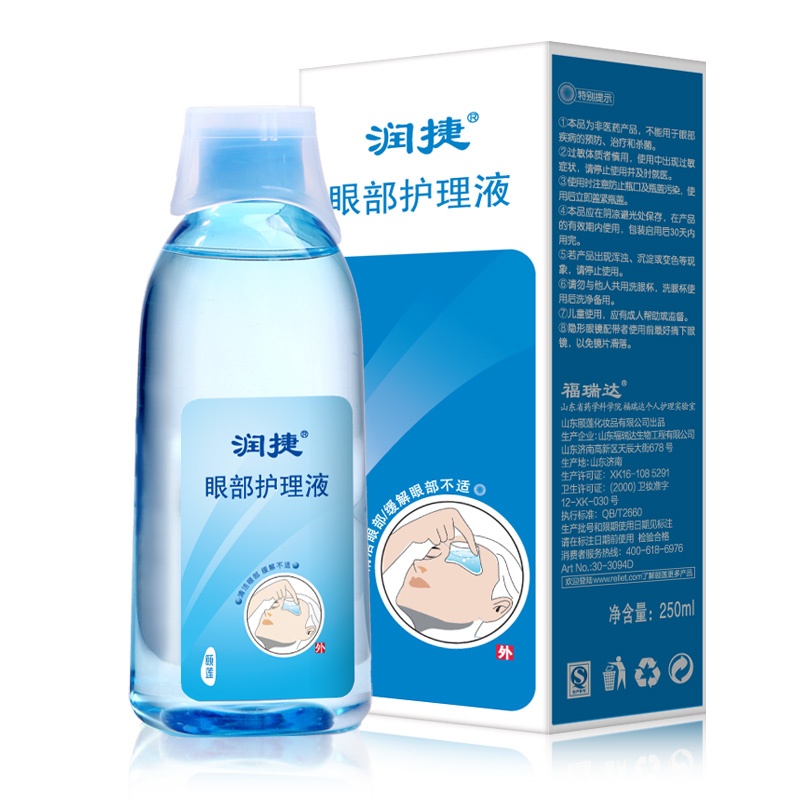 润捷®
眼部护理液
清洁眼部/缓解眼部不适
外
润捷®
眼部护理液
清洁眼部 缓解不适
外
颐莲
特别提示
①本品为非医药产品，不能用于眼部
疾病的预防、治疗和杀菌。
②过敏体质者慎用，使用中出现过敏
症状，请停止使用并及时就医。
③使用时注意防止瓶口及瓶盖污染，使
用后立即盖紧瓶盖。
④本品应在阴凉避光处保存，在产品
的有效期内使用，包装启用后30天内
用完。
⑤若产品出现浑浊、沉淀或变色等现
象，请停止使用。
⑥请勿与他人共用洗眼杯，洗眼杯使
用后洗净备用。
⑦儿童使用，应有成人帮助或监督。
⑧隐形眼镜配带者使用前最好摘下眼
镜，以免镜片滑落。
福瑞达®
山东省药学科学院 福瑞达个人护理实验室
山东颐莲化妆品有限公司出品
生产企业：山东福瑞达生物工程有限公司
山东济南高新区天辰大街678号
生产地：山东济南
生产许可证：XK16-108 5291
卫生许可证：(2000) 卫妆准字
12-XK-030号
执行标准：QB/T2660
生产批号和限期使用日期见标注
请在标注日期前使用 检验合格
消费者服务热线：400-618-6976
Art No.:30-3094D
欢迎登陆www.rellet.com了解颐莲更多产品
净含量：250ml